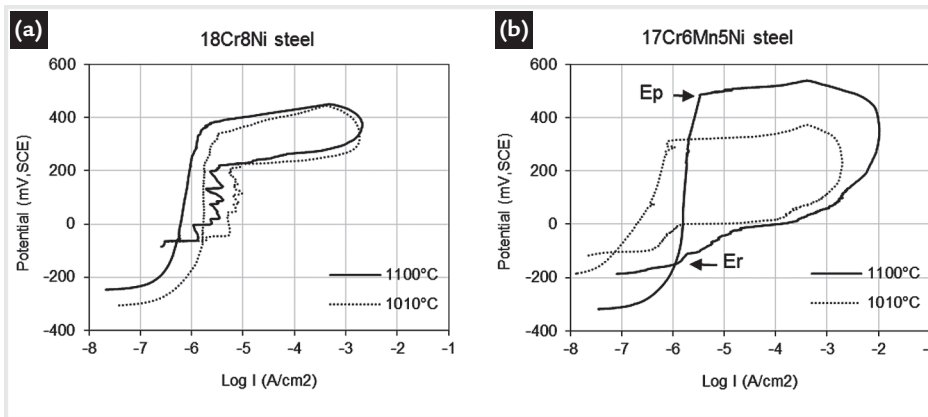 (a)
18Cr8Ni steel
600
400
200
0
-200
-400
Potential (mV,SCE)
1100°C
1010°C
-8 -7 -6 -5 -4 -3 -2 -1
Log I (A/cm2)
(b)
17Cr6Mn5Ni steel
600
400
200
0
-200
-400
Potential (mV,SCE)
Ep
Er
1100°C
1010°C
-8 -7 -6 -5 -4 -3 -2 -1
Log I (A/cm2)